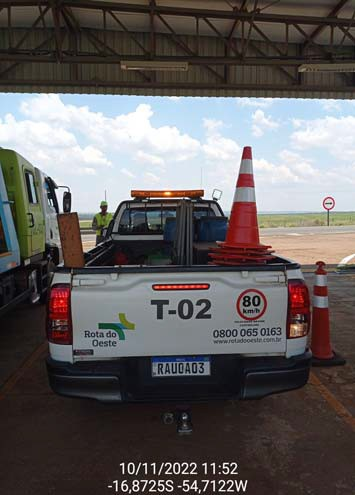 T-02
80
km/h
Rota do
Oeste
0800 065 0163
www.rotadooeste.com.br
RAU0A03
10/11/2022 11:52
-16,8725S -54,7122W